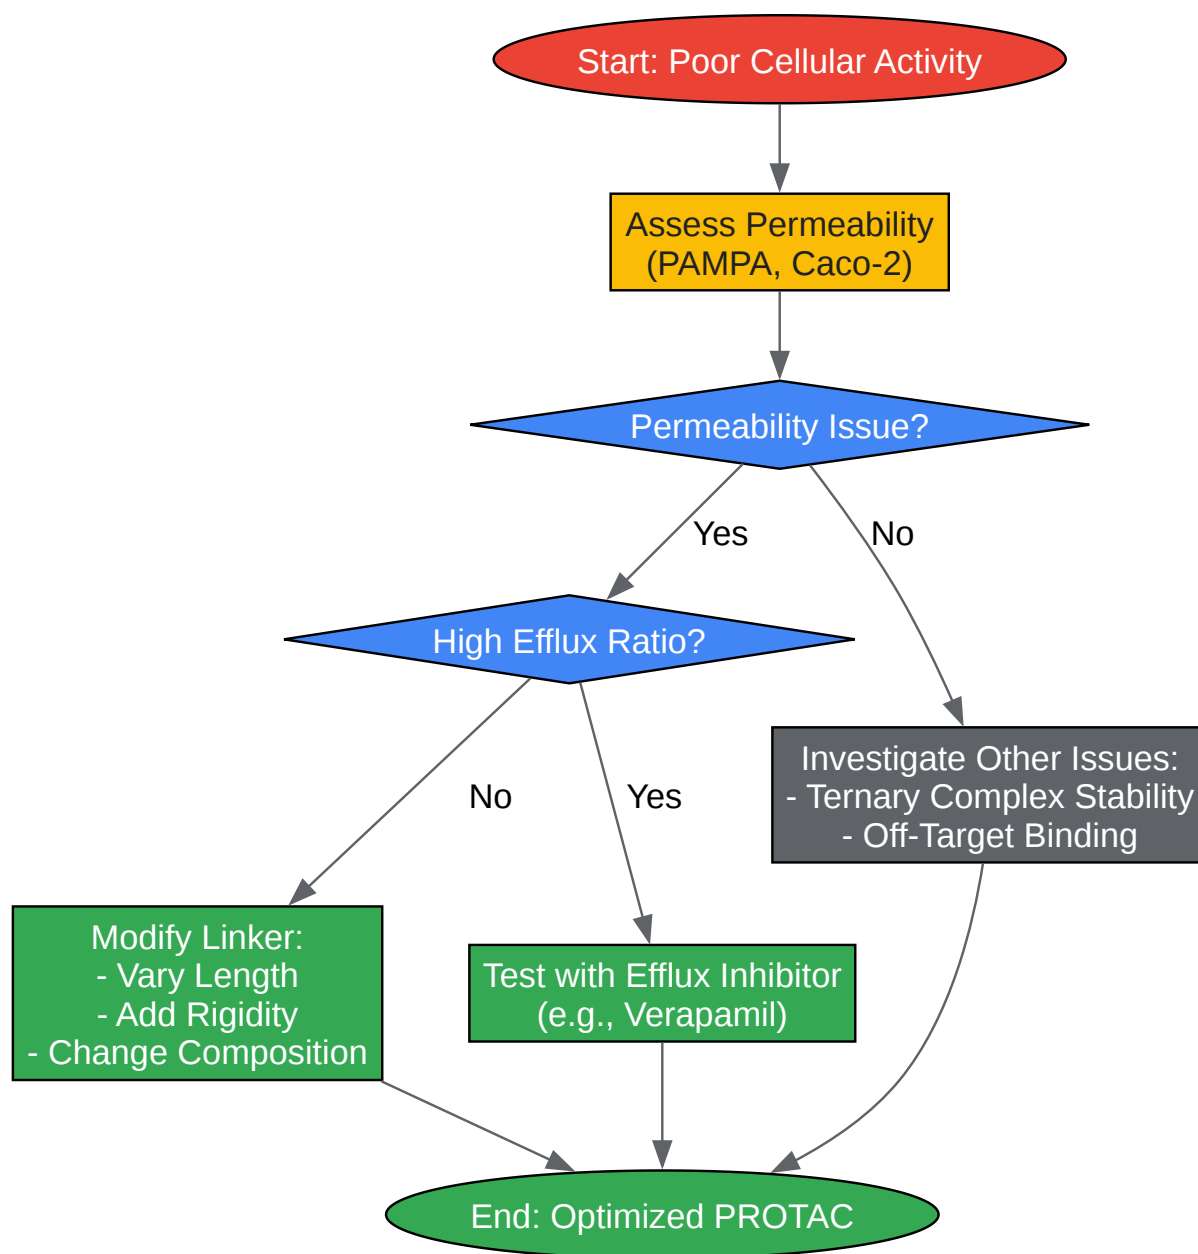 Start: Poor Cellular Activity
Assess Permeability
(PAMPA, Caco-2)
Permeability Issue?
Yes
No
High Efflux Ratio?
Investigate Other Issues:
- Ternary Complex Stability
- Off-Target Binding
No
Yes
Modify Linker:
- Vary Length
- Add Rigidity
- Change Composition
Test with Efflux Inhibitor
(e.g., Verapamil)
End: Optimized PROTAC